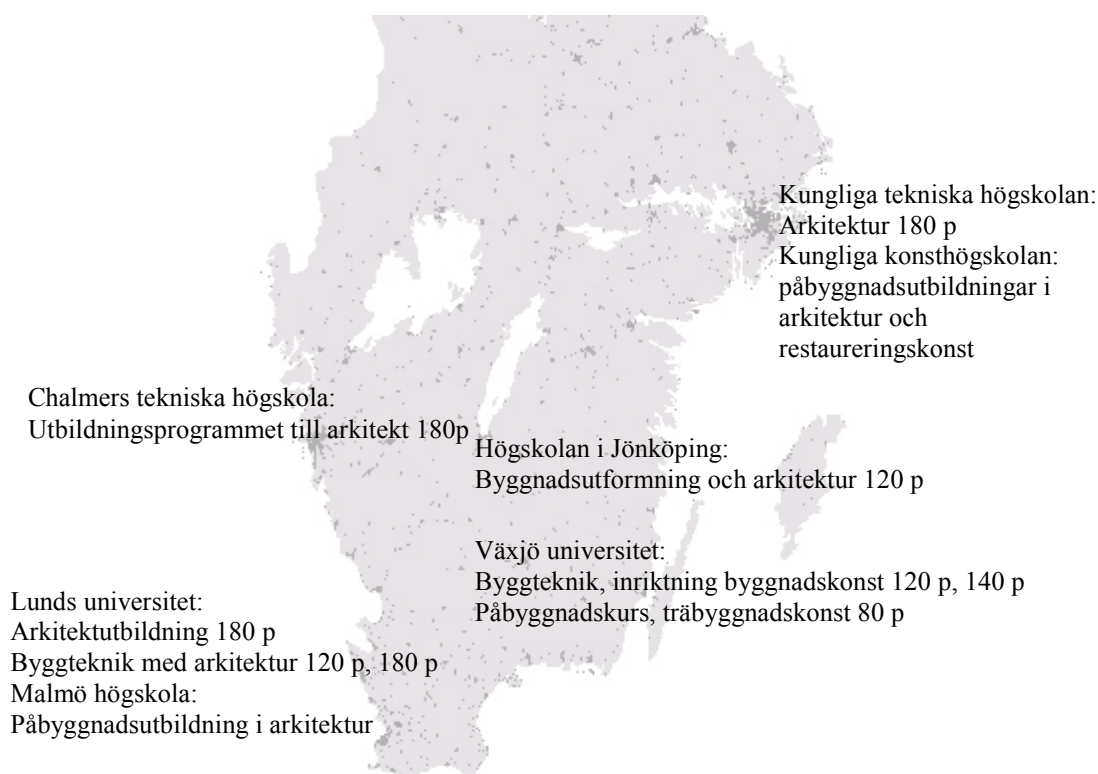 Kungliga tekniska högskolan:
Arkitektur 180 p
Kungliga konsthögskolan:
påbyggnadsutbildningar i
arkitektur och
restaureringskonst
Chalmers tekniska högskola:
Utbildningsprogrammet till arkitekt 180p
Högskolan i Jönköping:
Byggnadsutformning och arkitektur 120 p
Växjö universitet:
Byggteknik, inriktning byggnadskonst 120 p, 140 p
Påbyggnadskurs, träbyggnadskonst 80 p
Lunds universitet:
Arkitektutbildning 180 p
Byggteknik med arkitektur 120 p, 180 p
Malmö högskola:
Påbyggnadsutbildning i arkitektur